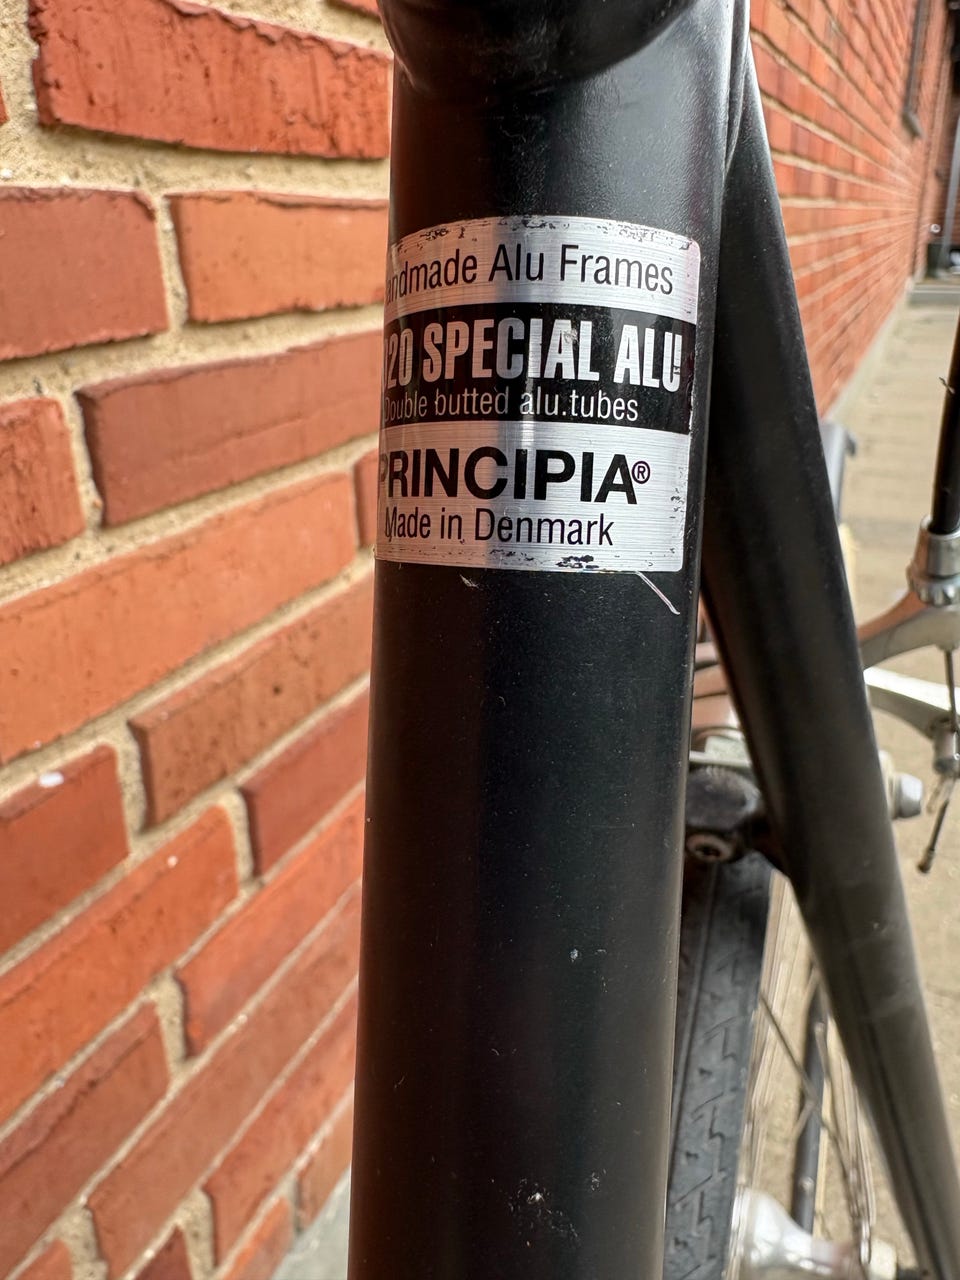 andmade Alu Frames
20 SPECIAL ALU
Double butted alu.tubes
PRINCIPIA®
Made in Denmark